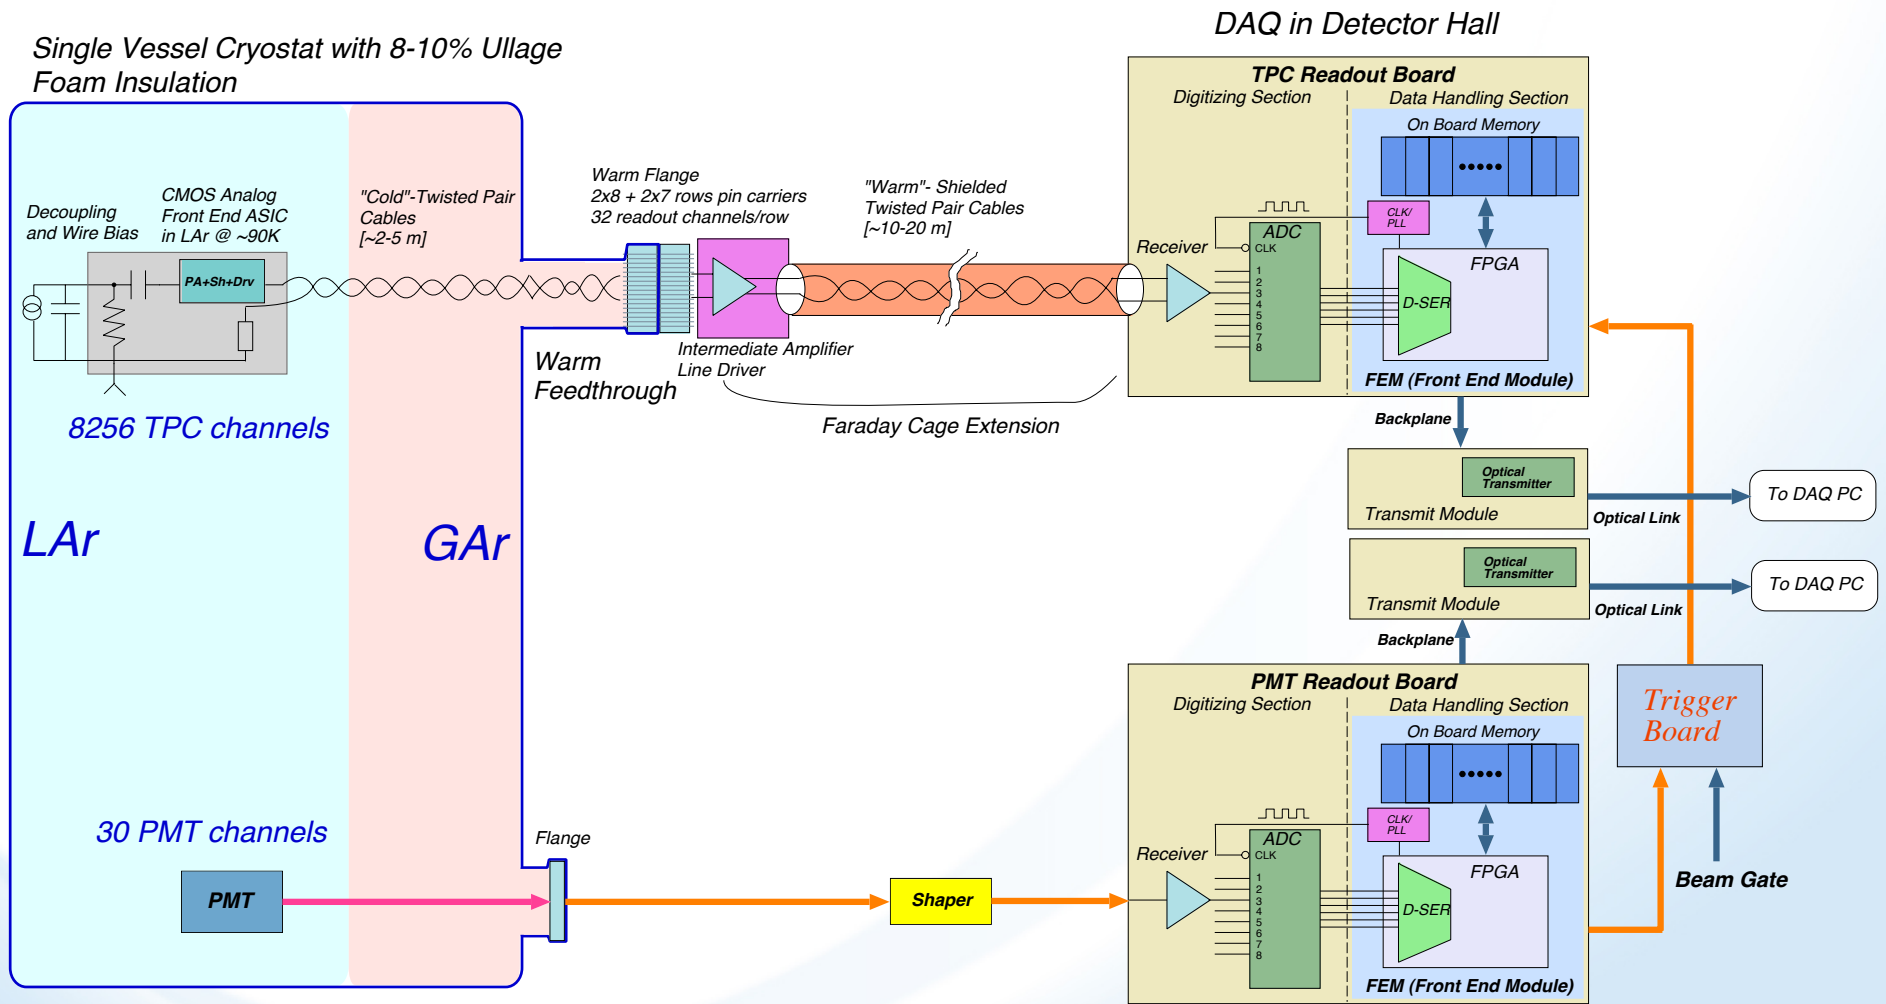 DAQ in Detector Hall
Single Vessel Cryostat with 8-10% Ullage
Foam Insulation
Decoupling
and Wire Bias
CMOS Analog
Front End ASIC
in LAr @ ~90K
PA+Sh+Drv
"Cold"-Twisted Pair
Cables
[~2-5 m]
Warm Flange
2x8 + 2x7 rows pin carriers
32 readout channels/row
"Warm"- Shielded
Twisted Pair Cables
[~10-20 m]
Warm
Feedthrough
Intermediate Amplifier
Line Driver
Faraday Cage Extension
8256 TPC channels
LAr
GAr
30 PMT channels
PMT
Flange
Shaper
TPC Readout Board
Digitizing Section
Data Handling Section
On Board Memory
Receiver
ADC
CLK
1
2
3
4
5
6
7
8
CLK/
PLL
FPGA
D-SER
FEM (Front End Module)
Backplane
Optical
Transmitter
Transmit Module
Optical Link
To DAQ PC
Optical
Transmitter
Transmit Module
Optical Link
To DAQ PC
Backplane
PMT Readout Board
Digitizing Section
Data Handling Section
On Board Memory
Receiver
ADC
CLK
1
2
3
4
5
6
7
8
CLK/
PLL
FPGA
D-SER
FEM (Front End Module)
Trigger
Board
Beam Gate